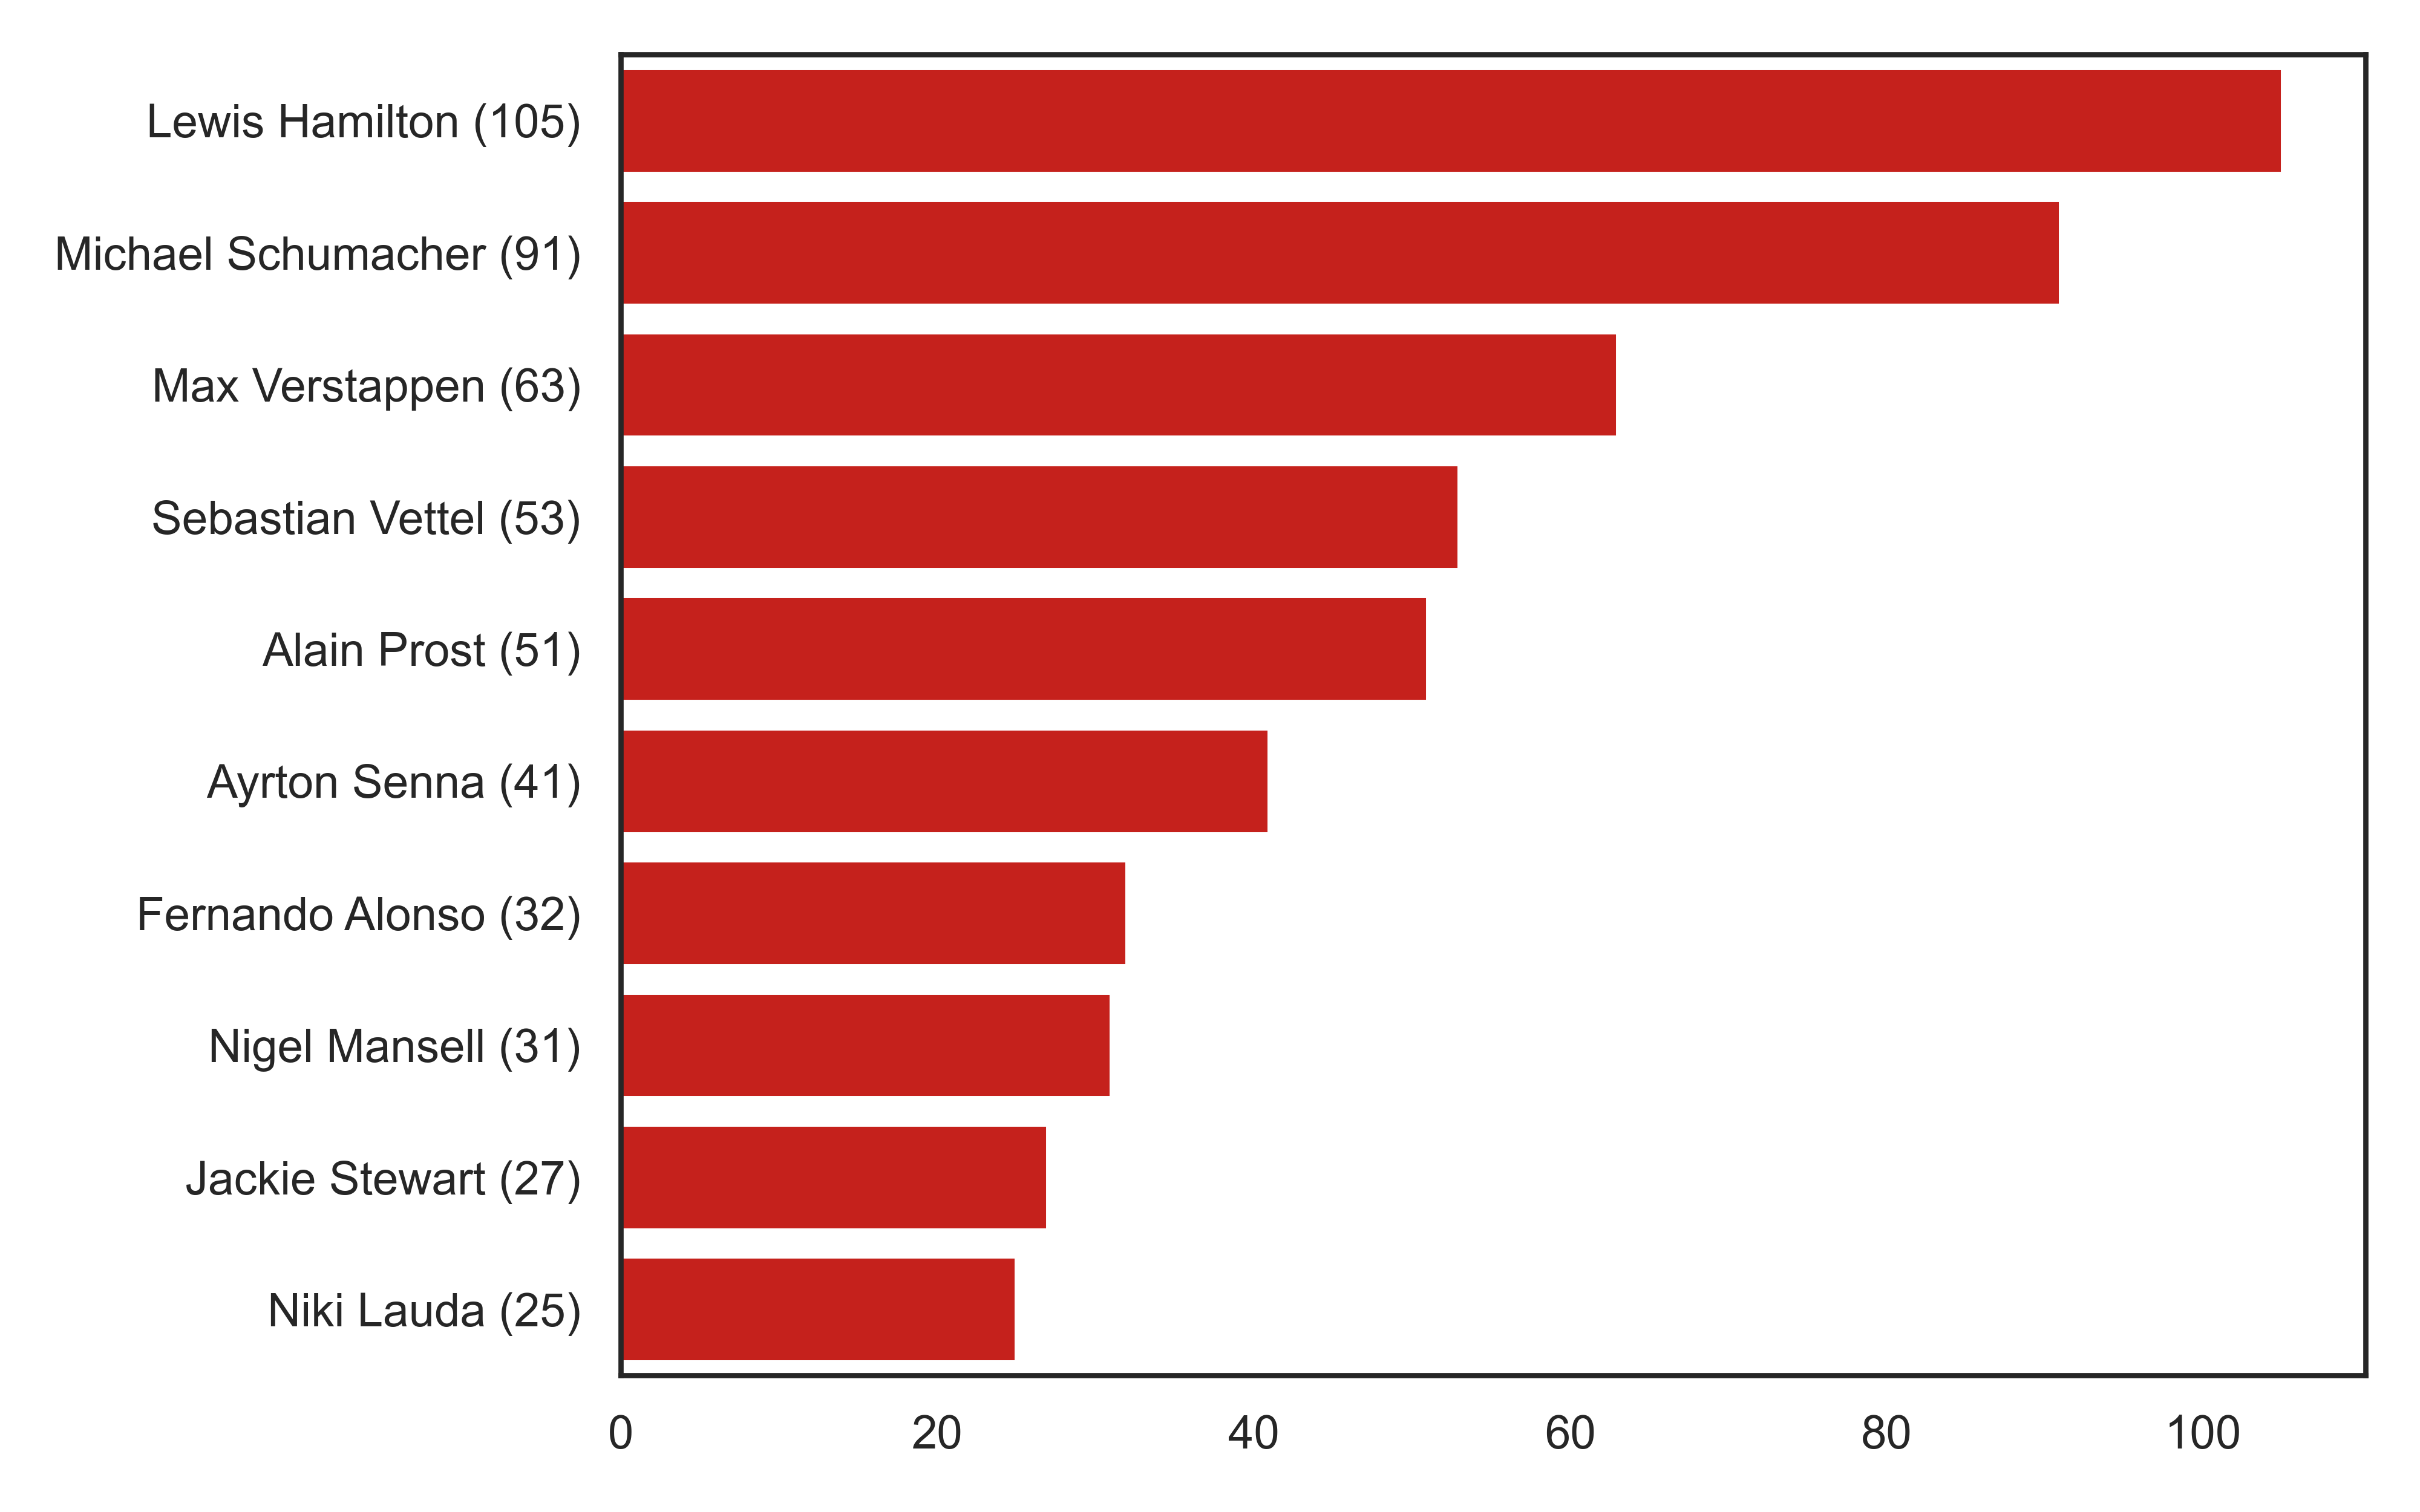 Lewis Hamilton (105)
Michael Schumacher (91)
Max Verstappen (63)
Sebastian Vettel (53)
Alain Prost (51)
Ayrton Senna (41)
Fernando Alonso (32)
Nigel Mansell (31)
Jackie Stewart (27)
Niki Lauda (25)
0 20 40 60 80 100